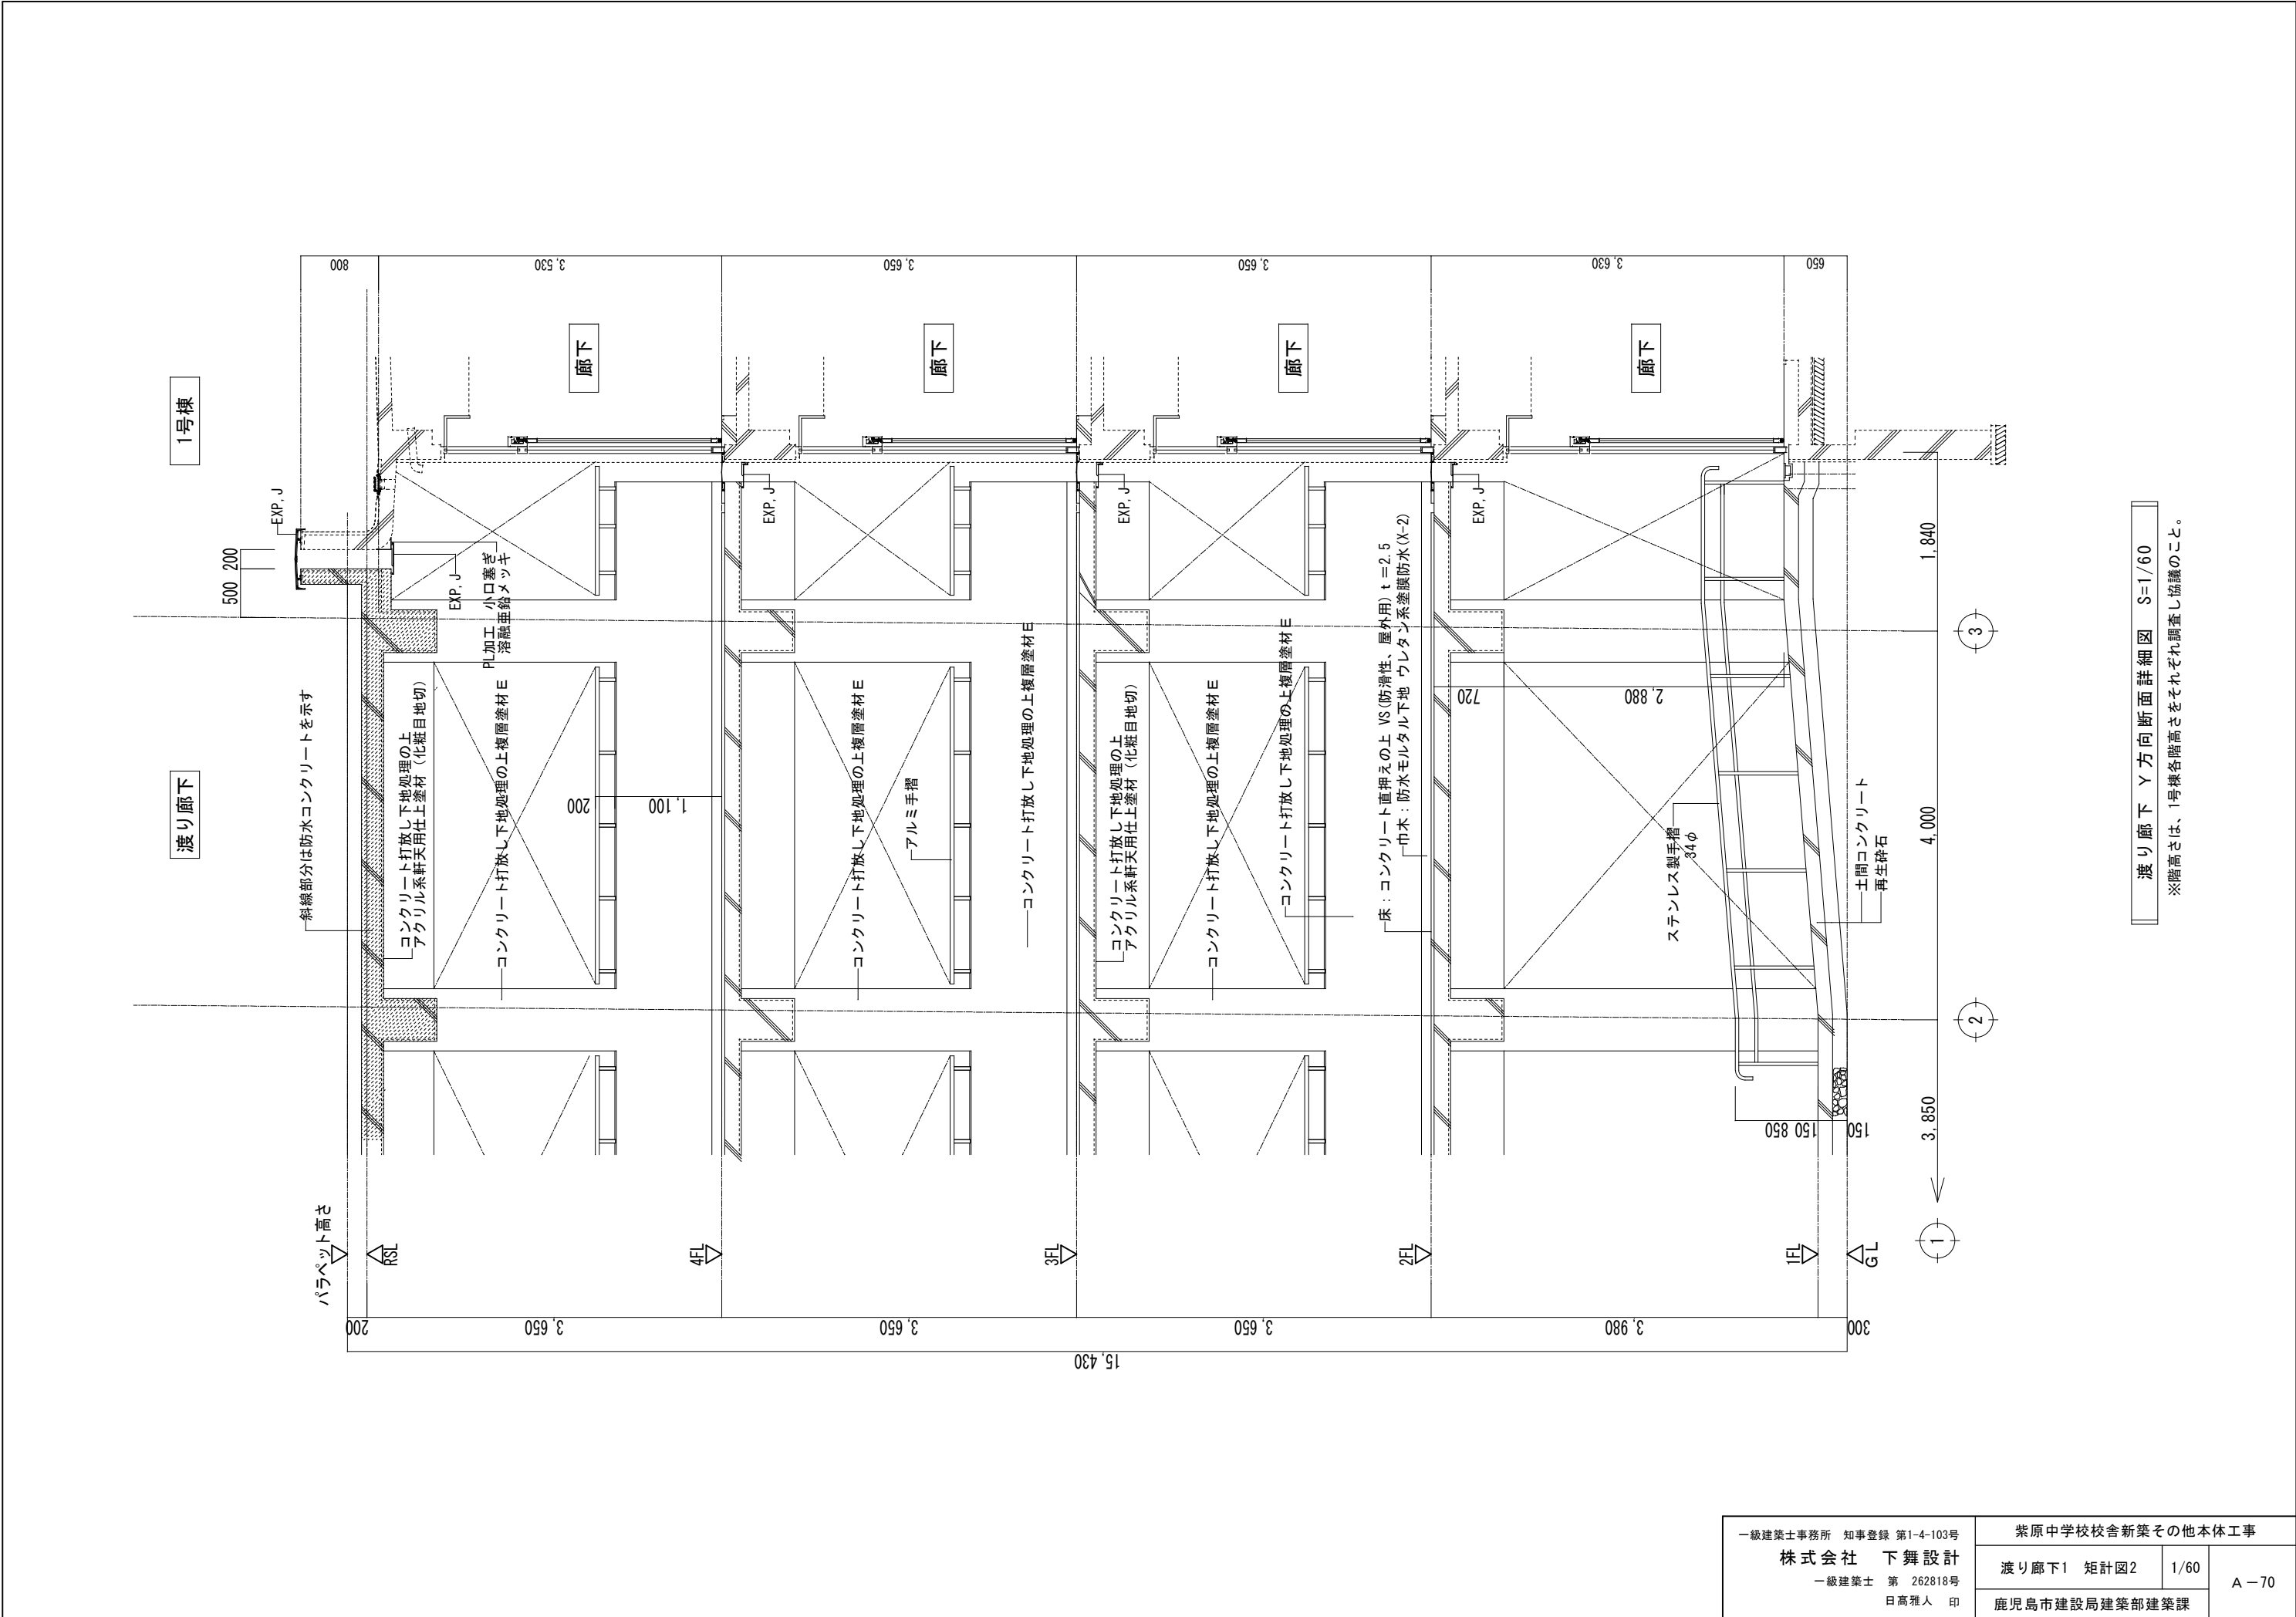 1号棟
渡り廊下
800
3,530
3,650
3,650
3,630
650
廊下
廊下
廊下
廊下
EXP.J
500
200
EXP.J
PL加工 小口塞ぎ
溶融亜鉛メッキ
EXP.J
EXP.J
EXP.J
斜線部分は防水コンクリートを示す
コンクリート打放し下地処理の上
アクリル系軒天用仕上塗材（化粧目地切）
コンクリート打放し下地処理の上複層塗材E
200
1,100
コンクリート打放し下地処理の上複層塗材E
アルミ手摺
コンクリート打放し下地処理の上複層塗材E
コンクリート打放し下地処理の上
アクリル系軒天用仕上塗材（化粧目地切）
コンクリート打放し下地処理の上複層塗材E
コンクリート打放し下地処理の上複層塗材E
床：コンクリート直押えの上 VS(防滑性、屋外用) t=2.5
巾木：防水モルタル下地 ウレタン系塗膜防水(X-2)
720
2,880
ステンレス製手摺
34φ
土間コンクリート
再生砕石
150 850
150
1,840
4,000
3,850
3
2
1
パラペット高さ
RSL
4FL
3FL
2FL
1FL
GL
200
3,650
3,650
3,650
3,980
300
15,430
渡り廊下 Y方向断面詳細図 S=1/60
※階高さは、1号棟各階高さをそれぞれ調査し協議のこと。
一級建築士事務所 知事登録 第1-4-103号
株式会社 下舞設計
一級建築士 第 262818号
日髙雅人 印
紫原中学校校舎新築その他本体工事
渡り廊下1 矩計図2
1/60
A-70
鹿児島市建設局建築部建築課